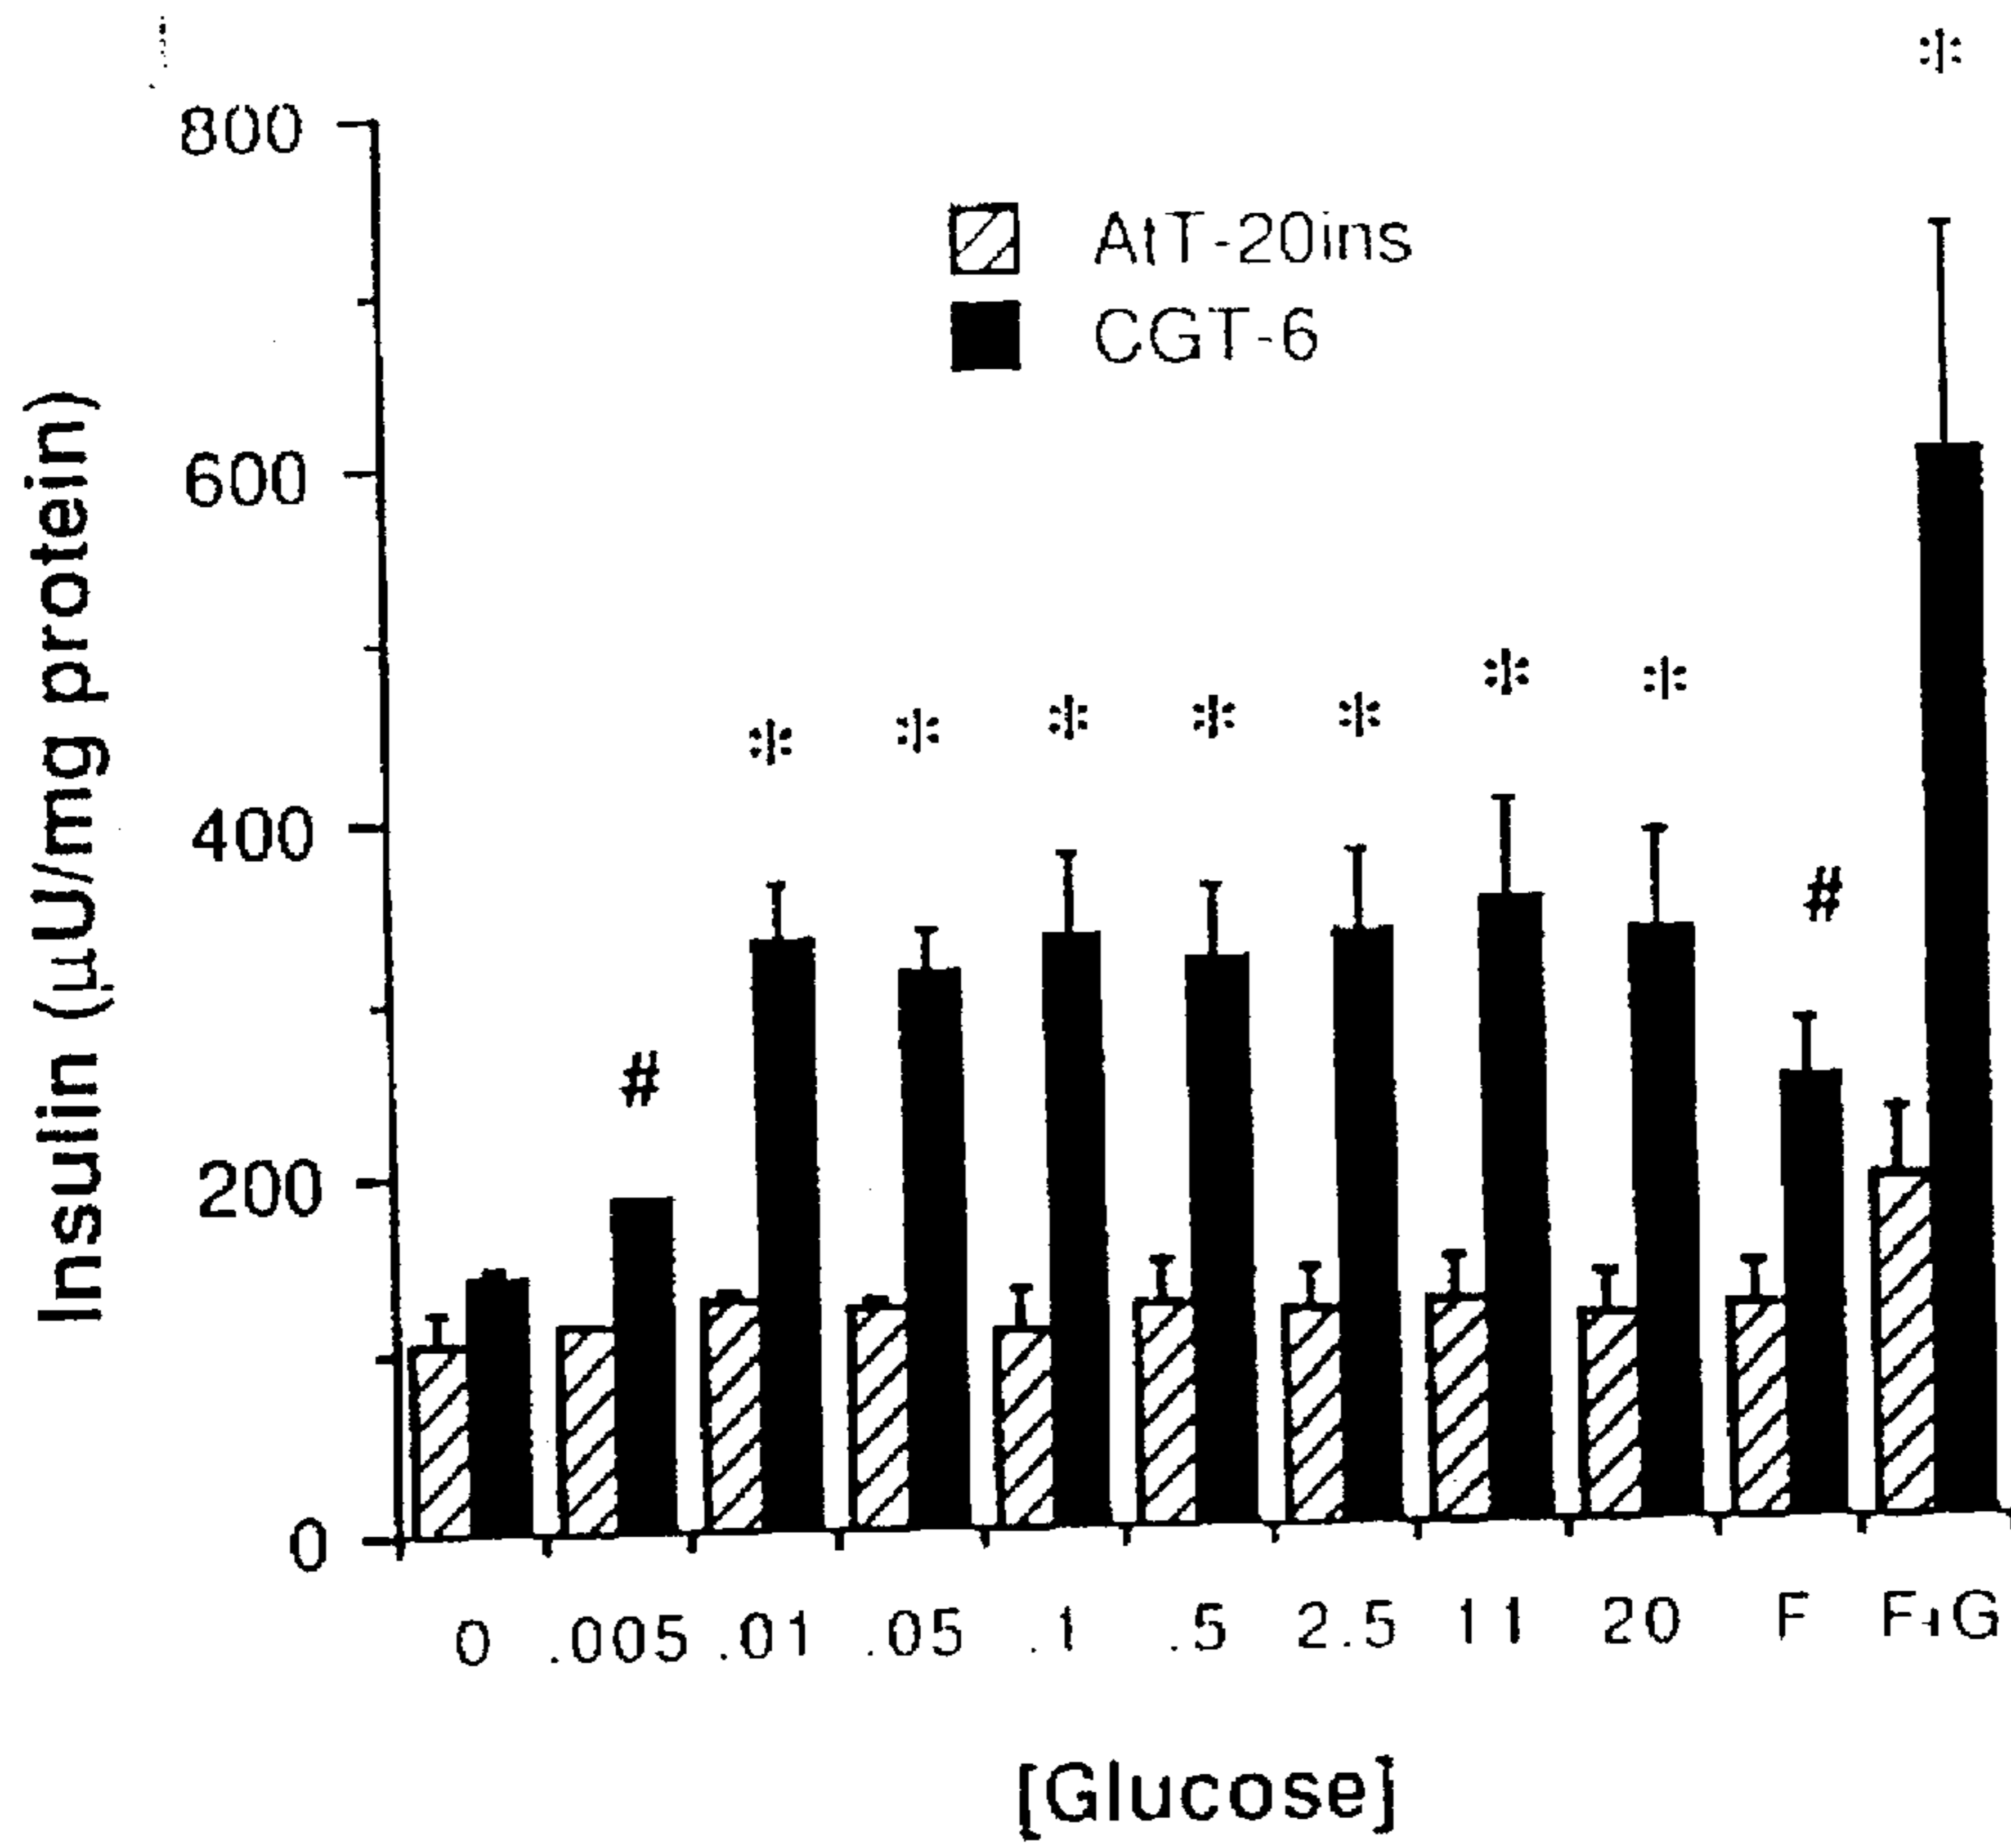 *
800
AtT-20ins
CGT-6
600
Insulin (µU/mg protein)
* * * * * * *
400
#
#
200
0
0 .005 .01 .05 .1 .5 2.5 11 20 F F+G
[Glucose]